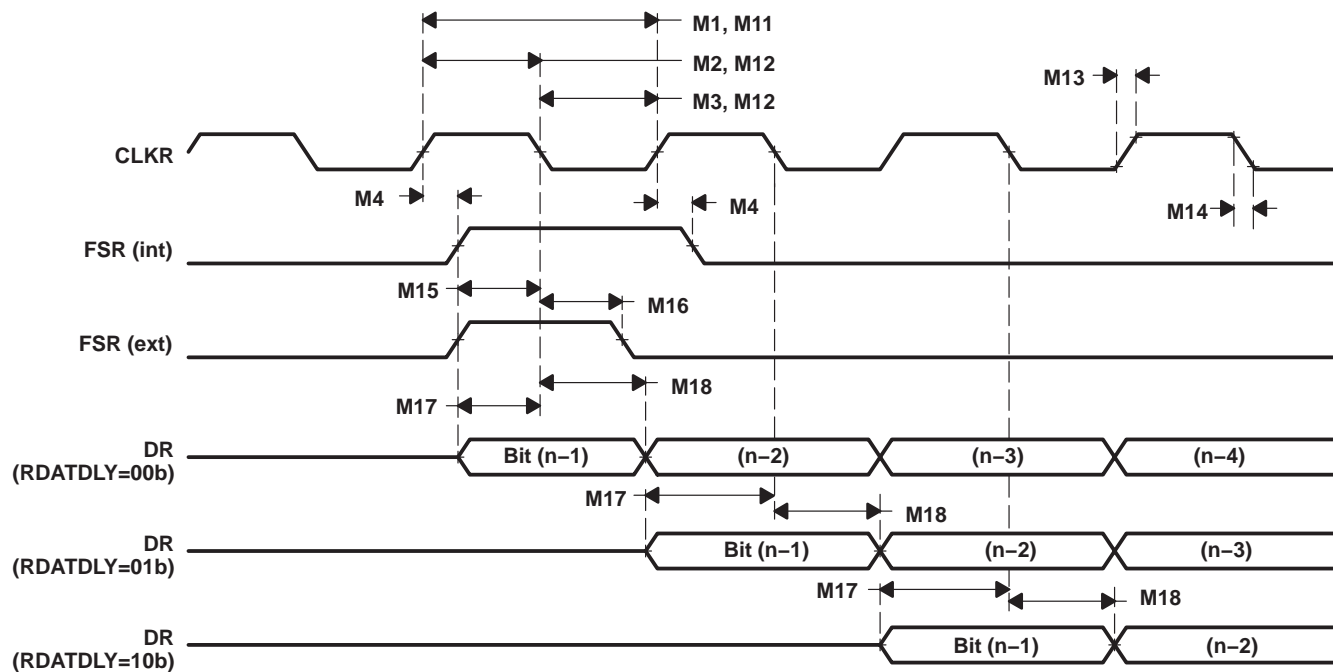 M1, M11
M2, M12
M13
M3, M12
CLKR
M4
M4
M14
FSR (int)
M15
M16
FSR (ext)
M18
M17
DR
(RDATDLY=00b)
Bit (n–1)
(n–2)
(n–3)
(n–4)
M17
M18
DR
(RDATDLY=01b)
Bit (n–1)
(n–2)
(n–3)
M17
M18
DR
(RDATDLY=10b)
Bit (n–1)
(n–2)